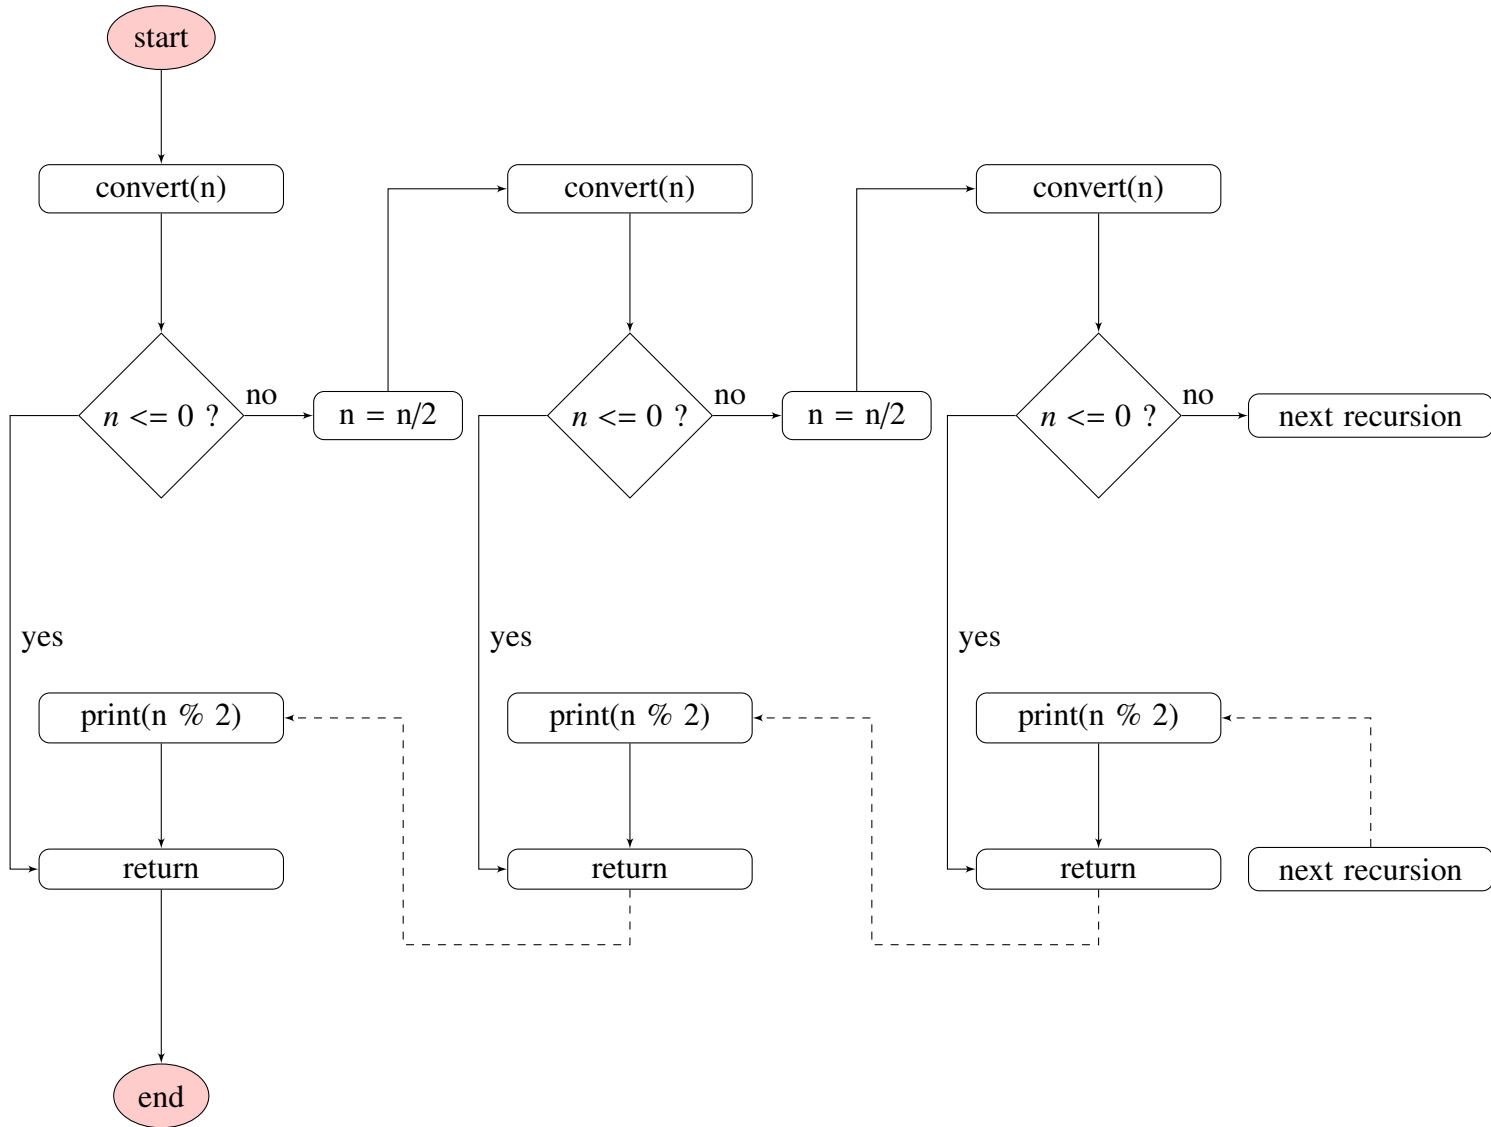 start
convert(n)
convert(n)
convert(n)
n <= 0 ?
no
n = n/2
n <= 0 ?
no
n = n/2
n <= 0 ?
no
next recursion
yes
yes
yes
print(n % 2)
print(n % 2)
print(n % 2)
return
return
return
next recursion
end